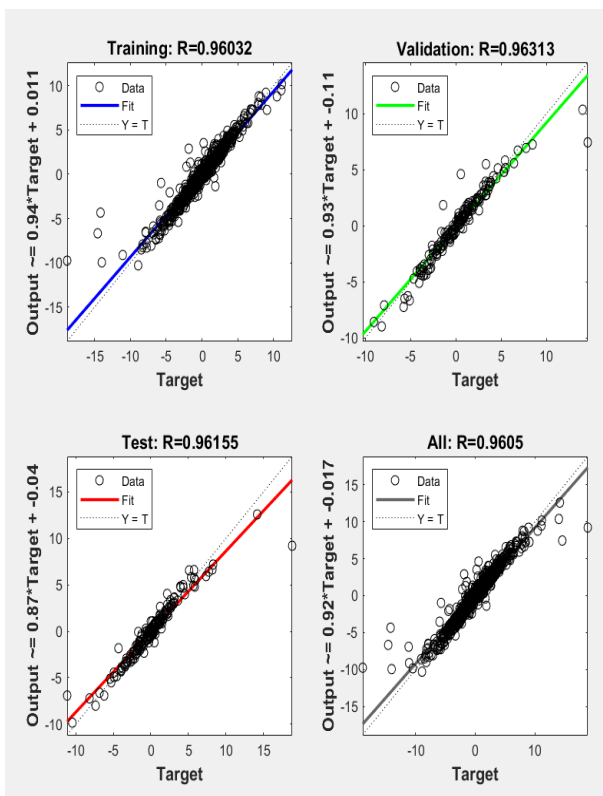 Training: R=0.96032
Output ~= 0.94*Target + 0.011
10
5
0
-5
-10
-15
Data
Fit
Y = T
-15 -10 -5 0 5 10
Target
Validation: R=0.96313
Output ~= 0.93*Target + -0.11
10
5
0
-5
-10
Data
Fit
Y = T
-10 -5 0 5 10
Target
Test: R=0.96155
Output ~= 0.87*Target + -0.04
15
10
5
0
-5
-10
Data
Fit
Y = T
-10 -5 0 5 10 15
Target
All: R=0.9605
Output ~= 0.92*Target + -0.017
15
10
5
0
-5
-10
-15
Data
Fit
Y = T
-10 0 10
Target